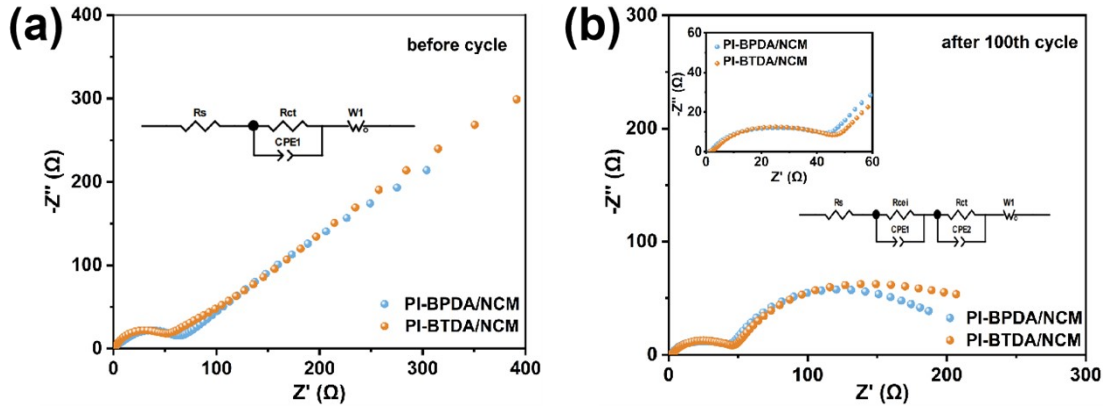 (a)
400
300
200
100
0
-Z'' (Ω)
before cycle
Rs
Rct
W1
CPE1
PI-BPDA/NCM
PI-BTDA/NCM
0 100 200 300 400
Z' (Ω)
(b)
300
200
100
0
-Z'' (Ω)
after 100th cycle
60
40
20
0
-Z'' (Ω)
PI-BPDA/NCM
PI-BTDA/NCM
0 20 40 60
Z' (Ω)
Rs
Rcei
Rct
W1
CPE1
CPE2
PI-BPDA/NCM
PI-BTDA/NCM
0 50 100 150 200 300
Z' (Ω)